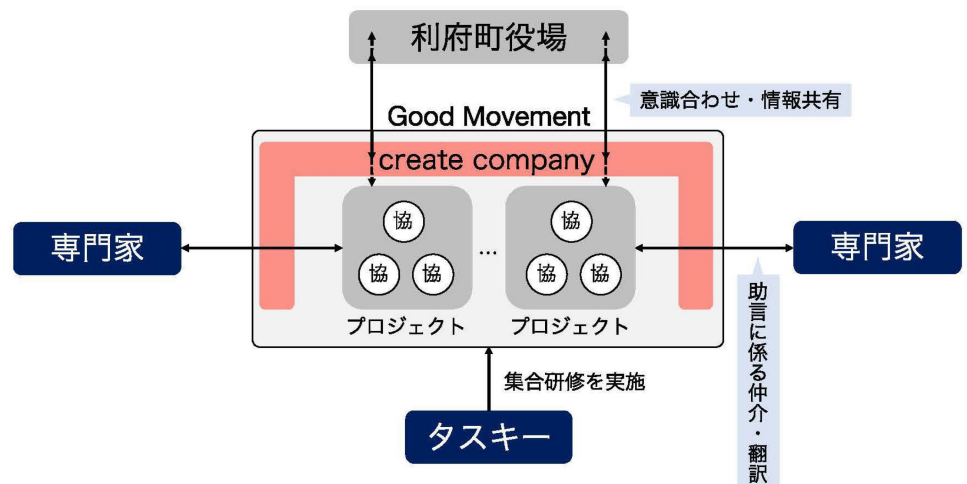 利府町役場
意識合わせ・情報共有
Good Movement
create company
専門家
協
協
協
協
協
協
専門家
...
プロジェクト
プロジェクト
助言に係る仲介・翻訳
集合研修を実施
タスキー